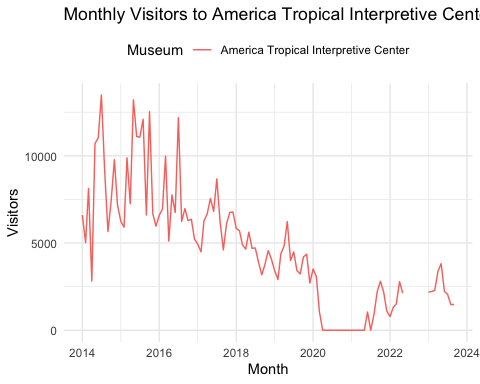 Monthly Visitors to America Tropical Interpretive Cent
Museum America Tropical Interpretive Center
Visitors
10000
5000
0
2014 2016 2018 2020 2022 2024
Month